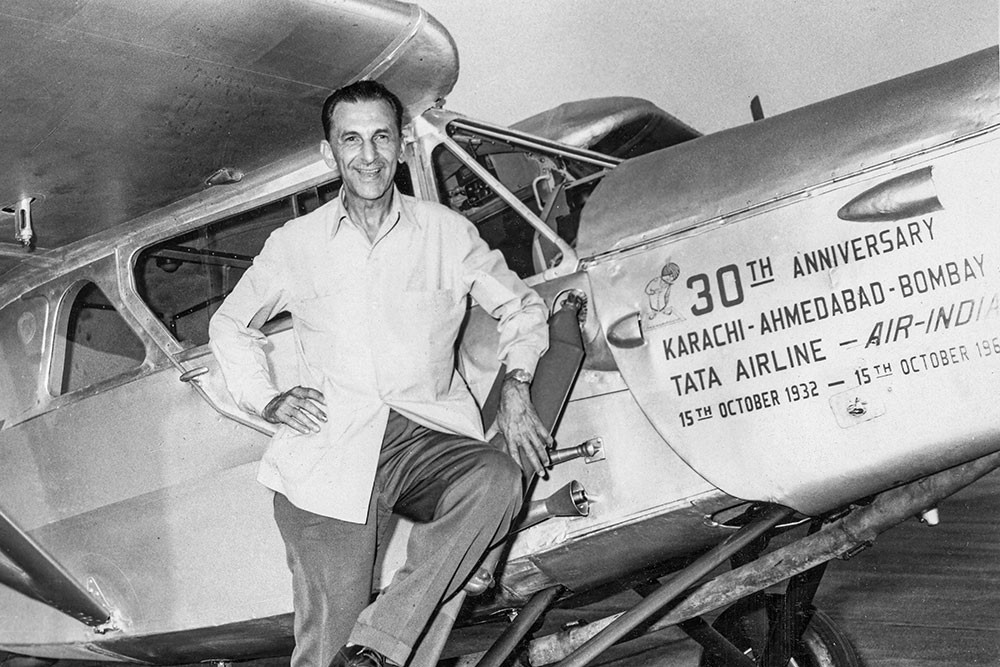 30TH ANNIVERSARY
KARACHI-AHMEDABAD-BOMBAY
TATA AIRLINE - AIR-INDIA
15TH OCTOBER 1932 - 15TH OCTOBER 196